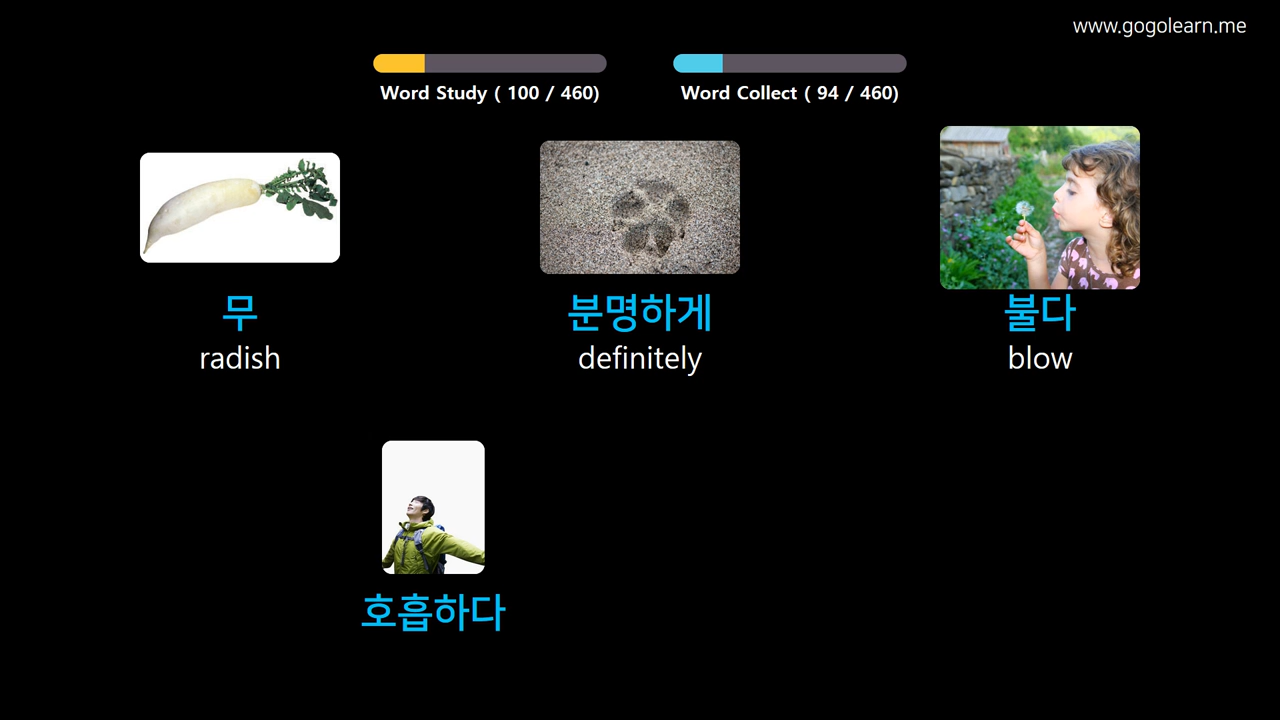 www.gogolearn.me
Word Study ( 100 / 460)
Word Collect ( 94 / 460)
무
radish
분명하게
definitely
불다
blow
호흡하다